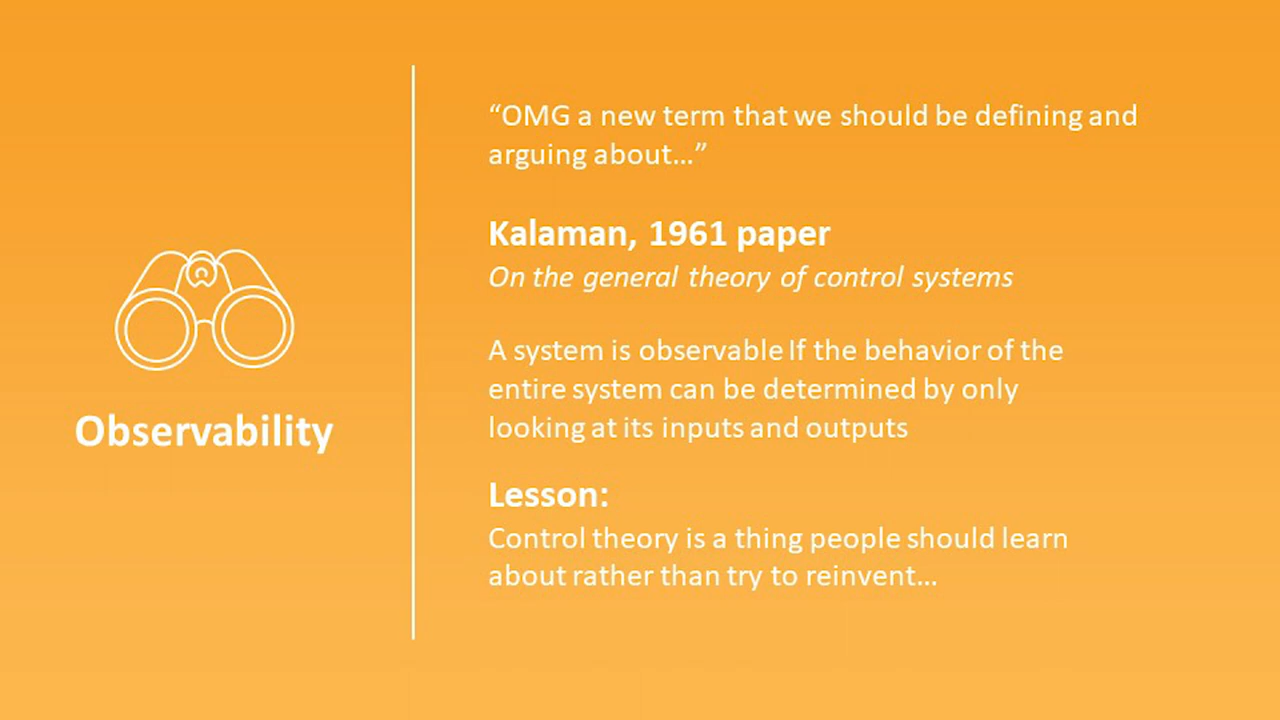 Observability
“OMG a new term that we should be defining and
arguing about…”
Kalaman, 1961 paper
On the general theory of control systems
A system is observable If the behavior of the
entire system can be determined by only
looking at its inputs and outputs
Lesson:
Control theory is a thing people should learn
about rather than try to reinvent…